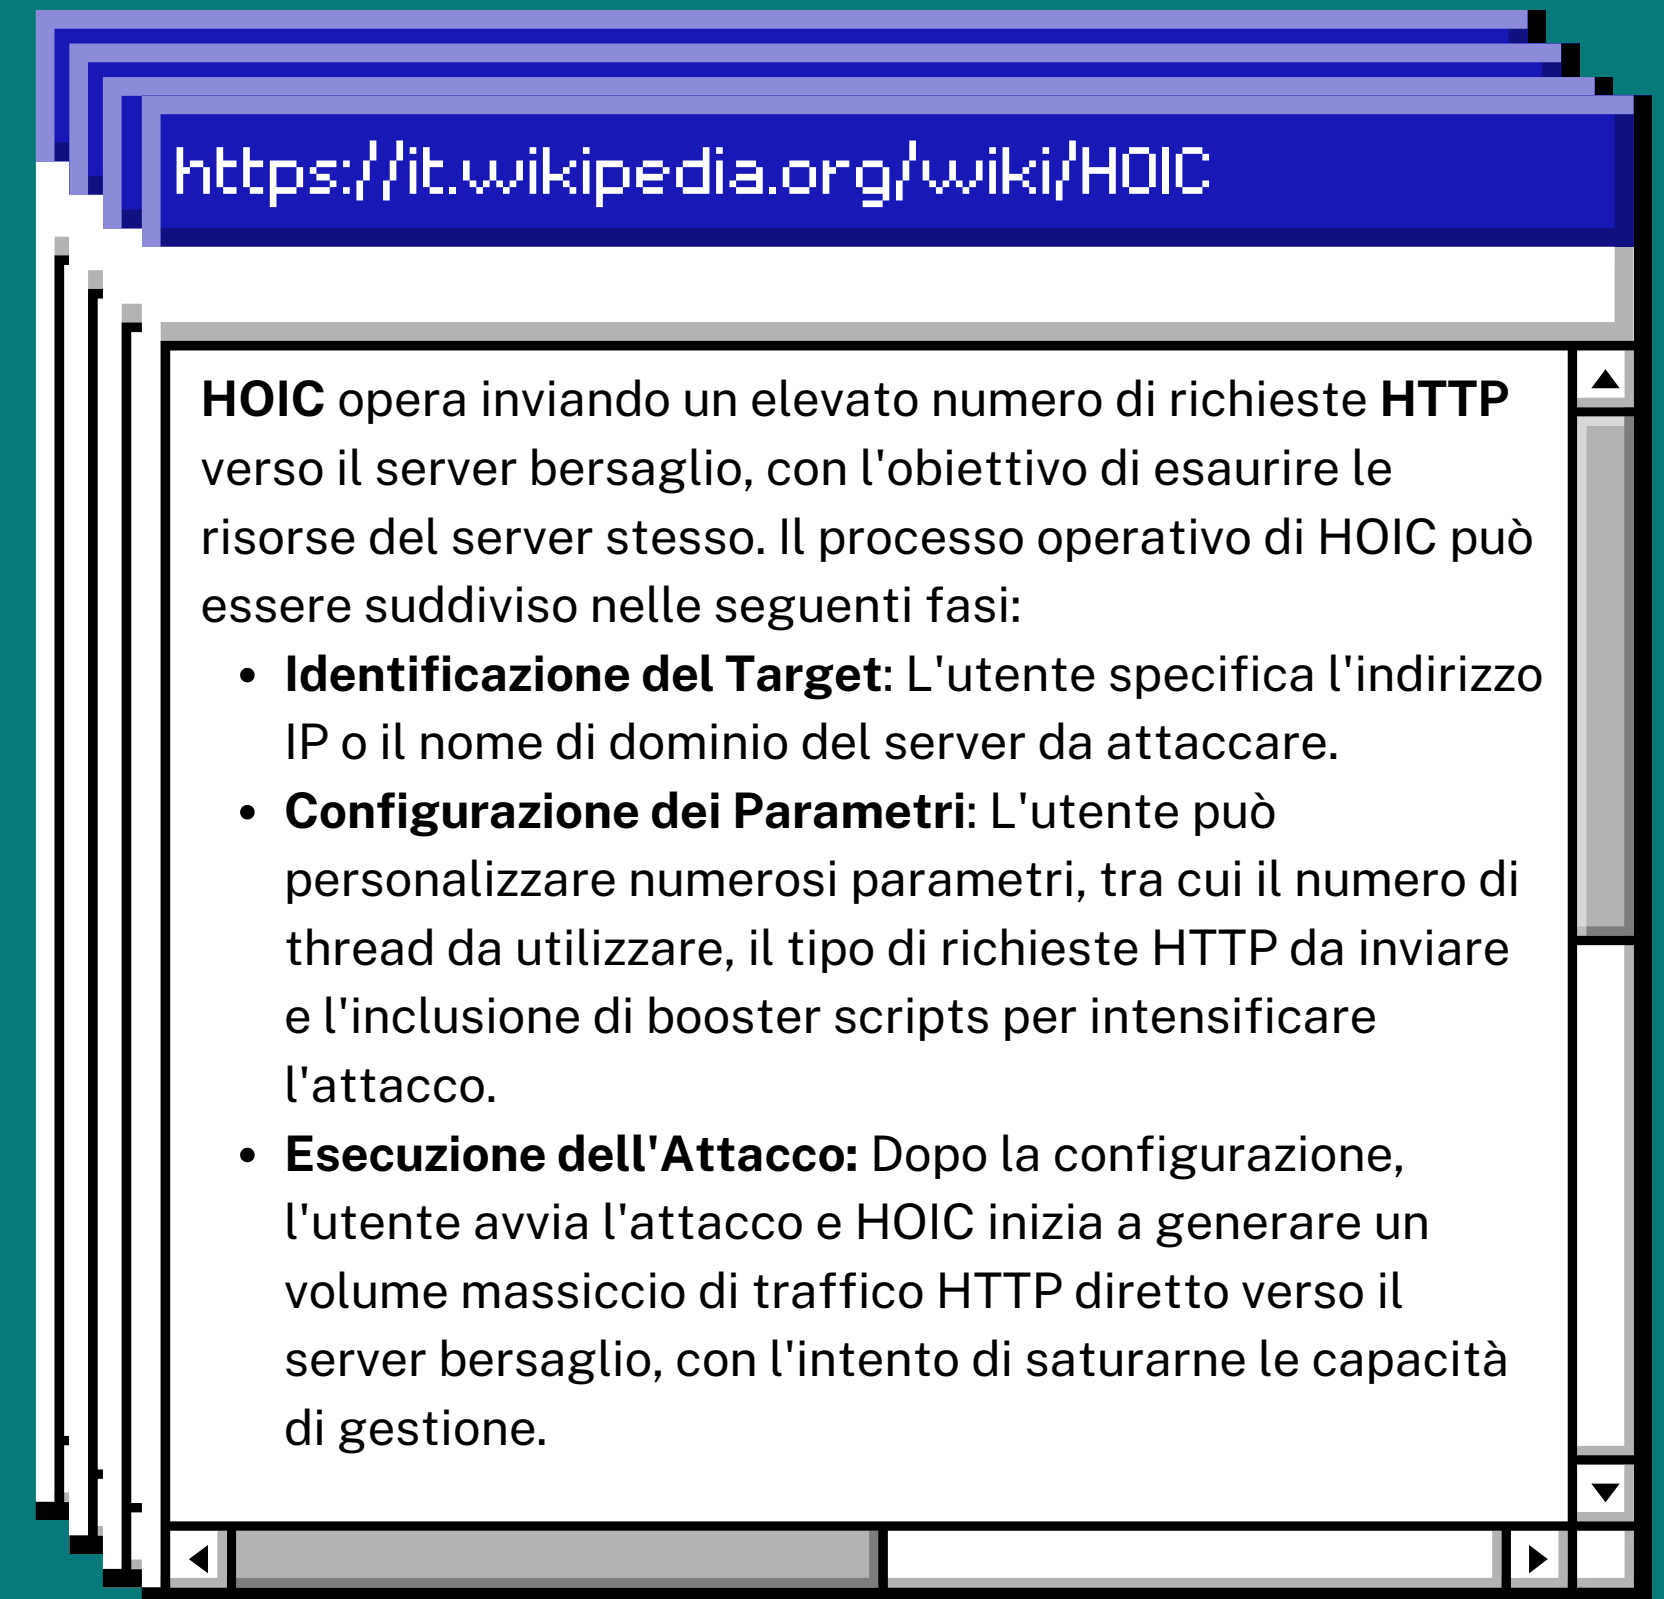 https://it.wikipedia.org/wiki/HOIC
HOIC opera inviando un elevato numero di richieste HTTP
verso il server bersaglio, con l'obiettivo di esaurire le
risorse del server stesso. Il processo operativo di HOIC può
essere suddiviso nelle seguenti fasi:
• Identificazione del Target: L'utente specifica l'indirizzo
IP o il nome di dominio del server da attaccare.
• Configurazione dei Parametri: L'utente può
personalizzare numerosi parametri, tra cui il numero di
thread da utilizzare, il tipo di richieste HTTP da inviare
e l'inclusione di booster scripts per intensificare
l'attacco.
• Esecuzione dell'Attacco: Dopo la configurazione,
l'utente avvia l'attacco e HOIC inizia a generare un
volume massiccio di traffico HTTP diretto verso il
server bersaglio, con l'intento di saturarne le capacità
di gestione.